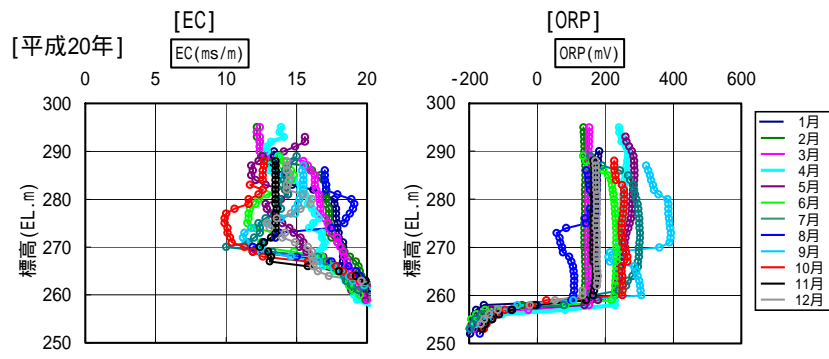 [EC]
[ORP]
[平成20年]
EC(ms/m)
ORP(mV)
0 5 10 15 20
-200 0 200 400 600
300
290
280
270
260
250
標高(EL.m)
300
290
280
270
260
250
標高(EL.m)
1月
2月
3月
4月
5月
6月
7月
8月
9月
10月
11月
12月